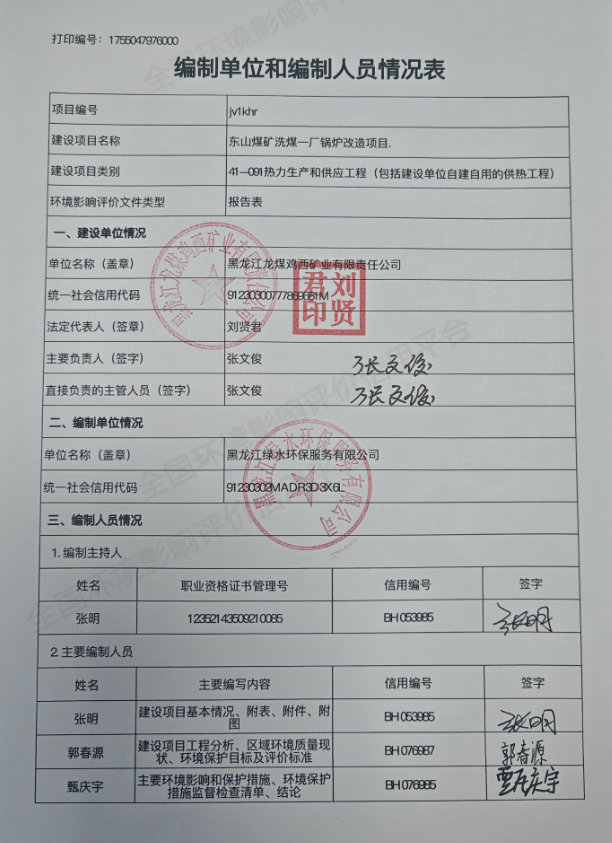 打印编号：1755047976000
编制单位和编制人员情况表
项目编号 jv1khr
建设项目名称 东山煤矿洗煤一厂锅炉改造项目.
建设项目类别 41—091热力生产和供应工程（包括建设单位自建自用的供热工程）
环境影响评价文件类型 报告表
一、建设单位情况
单位名称（盖章） 黑龙江龙煤鸡西矿业有限责任公司
统一社会信用代码 91230300777869661M
法定代表人（签章） 刘贤君
刘贤君印
主要负责人（签字） 张文俊 张文俊
直接负责的主管人员（签字） 张文俊 张文俊
二、编制单位情况
单位名称（盖章） 黑龙江绿水环保服务有限公司
统一社会信用代码 91230302MADR3D3X6L
黑龙江绿水环保服务有限公司
三、编制人员情况
1. 编制主持人
姓名 职业资格证书管理号 信用编号 签字
张明 12352143509210085 BH053985 张明
2. 主要编制人员
姓名 主要编写内容 信用编号 签字
张明 建设项目基本情况、附表、附件、附图 BH053985 张明
郭春源 建设项目工程分析、区域环境质量现状、环境保护目标及评价标准 BH076987 郭春源
甄庆宇 主要环境影响和保护措施、环境保护措施监督检查清单、结论 BH076985 甄庆宇